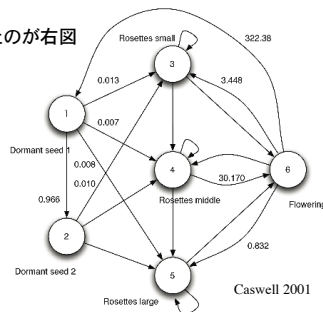 たのが右図
322.38
Rosettes small
3
0.013
3.448
1
0.007
Dormant seed 1
4
6
0.008
0.010
30.170
Flowering
Rosettes middle
0.966
2
0.832
Dormant seed 2
5
Caswell 2001
Rosettes large